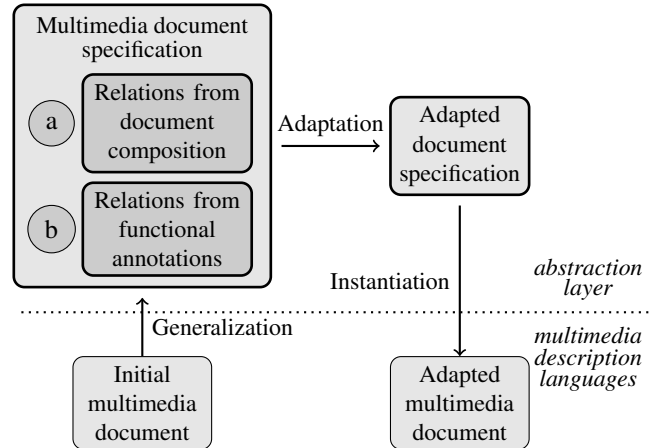 Multimedia document
specification
a
Relations from
document
composition
b
Relations from
functional
annotations
Adaptation
Adapted
document
specification
Instantiation
abstraction
layer
Generalization
multimedia
description
languages
Initial
multimedia
document
Adapted
multimedia
document